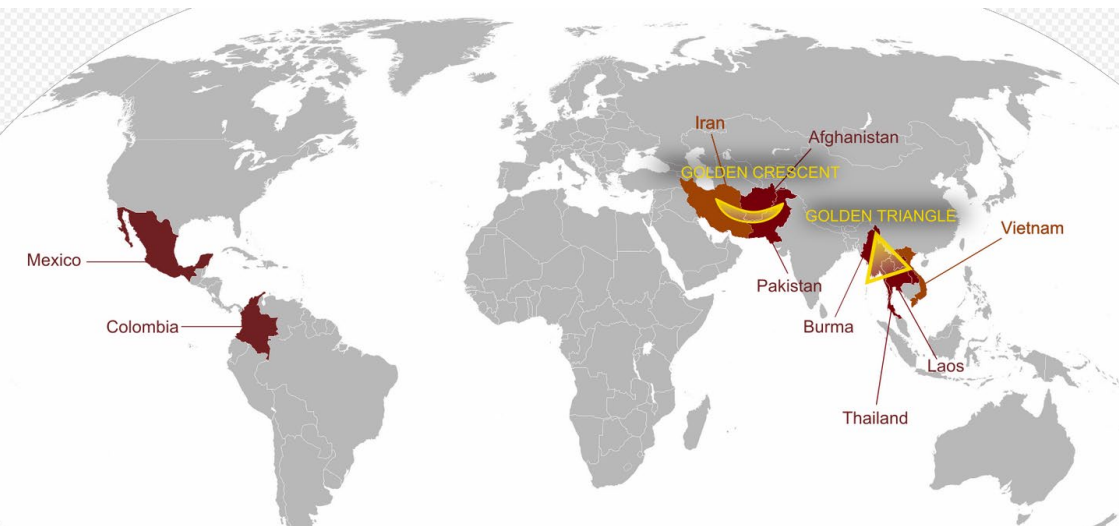 Iran
Afghanistan
GOLDEN CRESCENT
GOLDEN TRIANGLE
Vietnam
Mexico
Pakistan
Colombia
Burma
Laos
Thailand